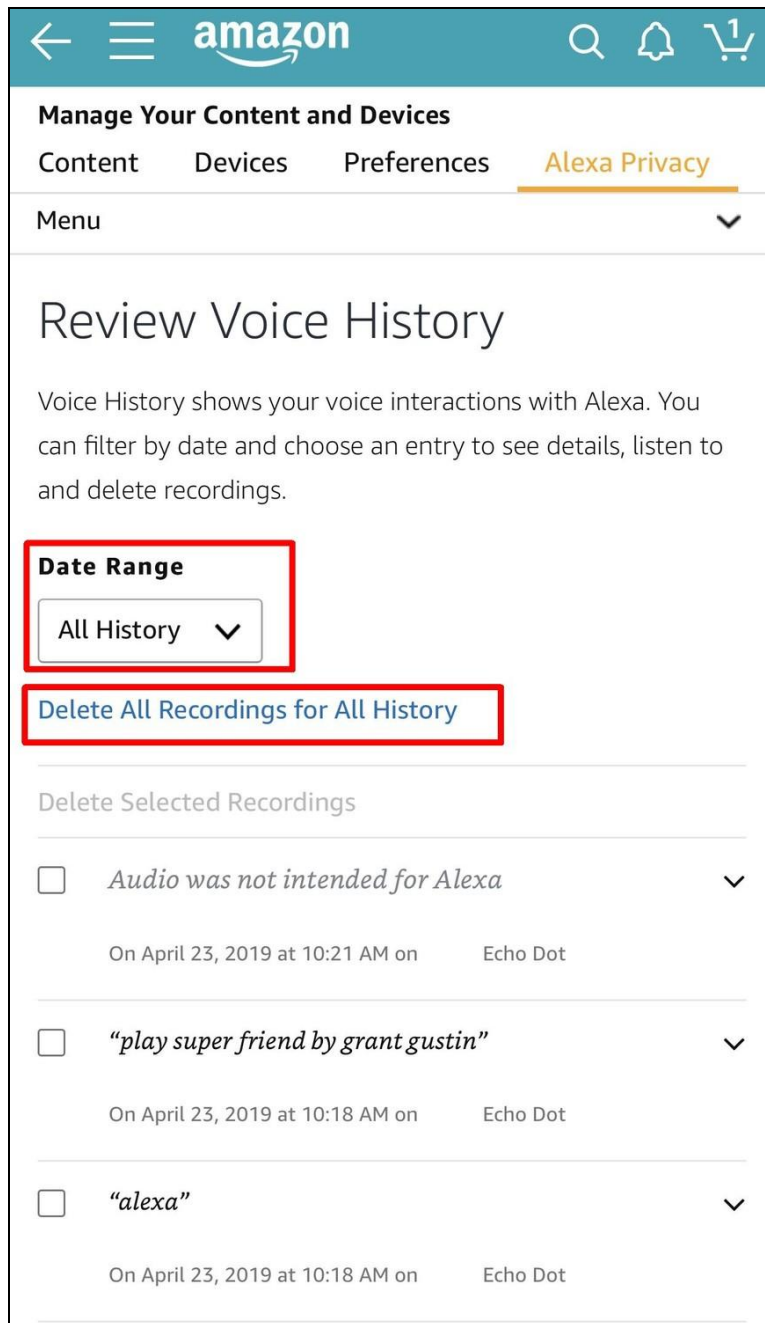 amazon
1
Manage Your Content and Devices
Content Devices Preferences Alexa Privacy
Menu
Review Voice History
Voice History shows your voice interactions with Alexa. You
can filter by date and choose an entry to see details, listen to
and delete recordings.
Date Range
All History
Delete All Recordings for All History
Delete Selected Recordings
Audio was not intended for Alexa
On April 23, 2019 at 10:21 AM on Echo Dot
“play super friend by grant gustin”
On April 23, 2019 at 10:18 AM on Echo Dot
“alexa”
On April 23, 2019 at 10:18 AM on Echo Dot